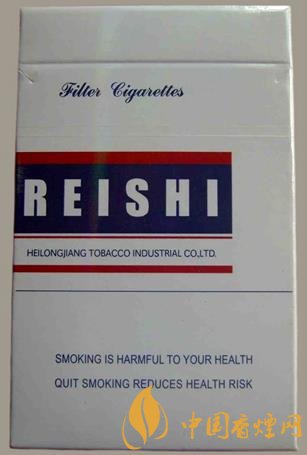 Filter Cigarettes
REISHI
HEILONGJIANG TOBACCO INDUSTRIAL CO,.LTD.
SMOKING IS HARMFUL TO YOUR HEALTH
QUIT SMOKING REDUCES HEALTH RISK
中国香烟网